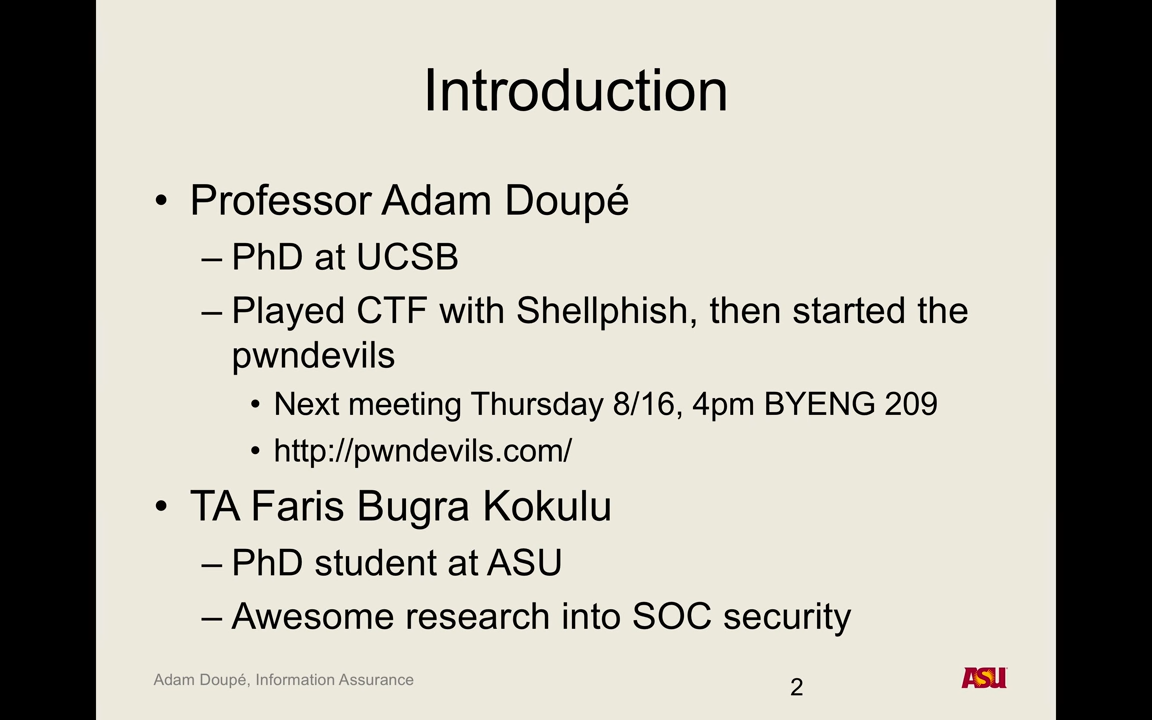 Introduction
• Professor Adam Doupé
– PhD at UCSB
– Played CTF with Shellphish, then started the
pwndevils
• Next meeting Thursday 8/16, 4pm BYENG 209
• http://pwndevils.com/
• TA Faris Bugra Kokulu
– PhD student at ASU
– Awesome research into SOC security
Adam Doupé, Information Assurance
2
ASU